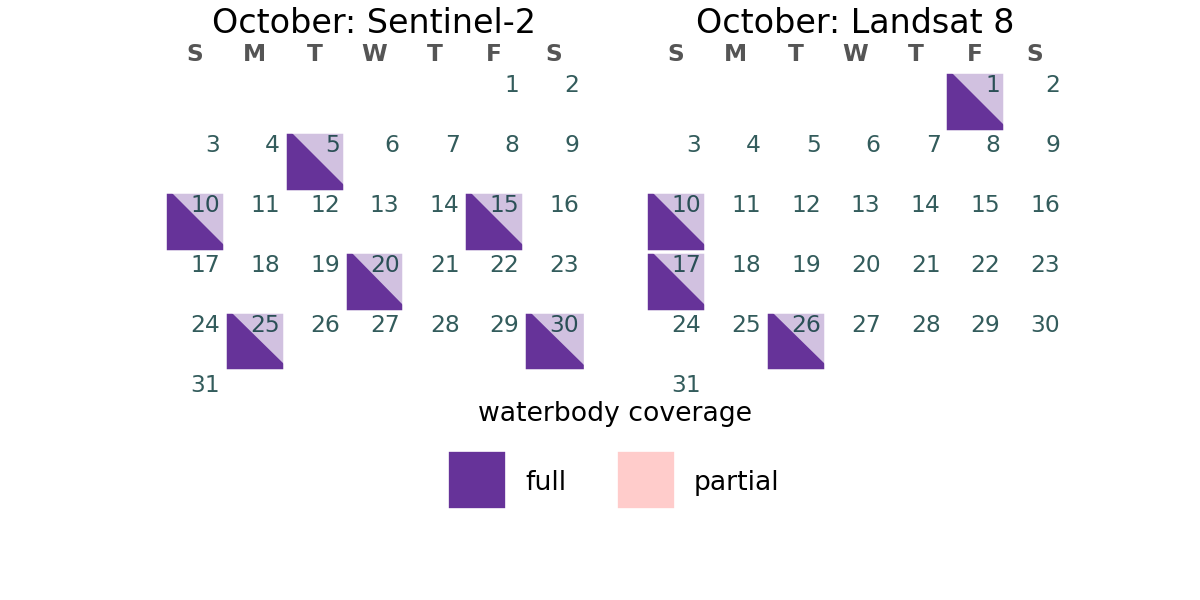 October: Sentinel-2
S M T W T F S
1 2
3 4 5 6 7 8 9
10 11 12 13 14 15 16
17 18 19 20 21 22 23
24 25 26 27 28 29 30
31
October: Landsat 8
S M T W T F S
1 2
3 4 5 6 7 8 9
10 11 12 13 14 15 16
17 18 19 20 21 22 23
24 25 26 27 28 29 30
31
waterbody coverage
full partial